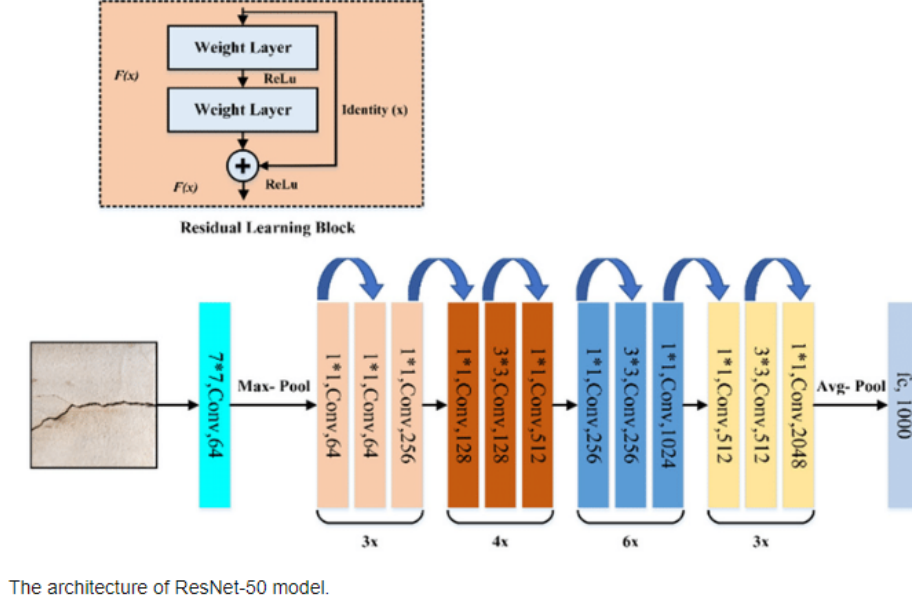 Weight Layer
F(x)
ReLu
Weight Layer
Identity (x)
+
F(x)
ReLu
Residual Learning Block
7*7,Conv,64
Max- Pool
1*1,Conv,64
1*1,Conv,64
1*1,Conv,256
1*1,Conv,128
3*3,Conv,128
1*1,Conv,512
1*1,Conv,256
3*3,Conv,256
1*1,Conv,1024
1*1,Conv,512
3*3,Conv,512
1*1,Conv,2048
Avg- Pool
fc, 1000
3x
4x
6x
3x
The architecture of ResNet-50 model.